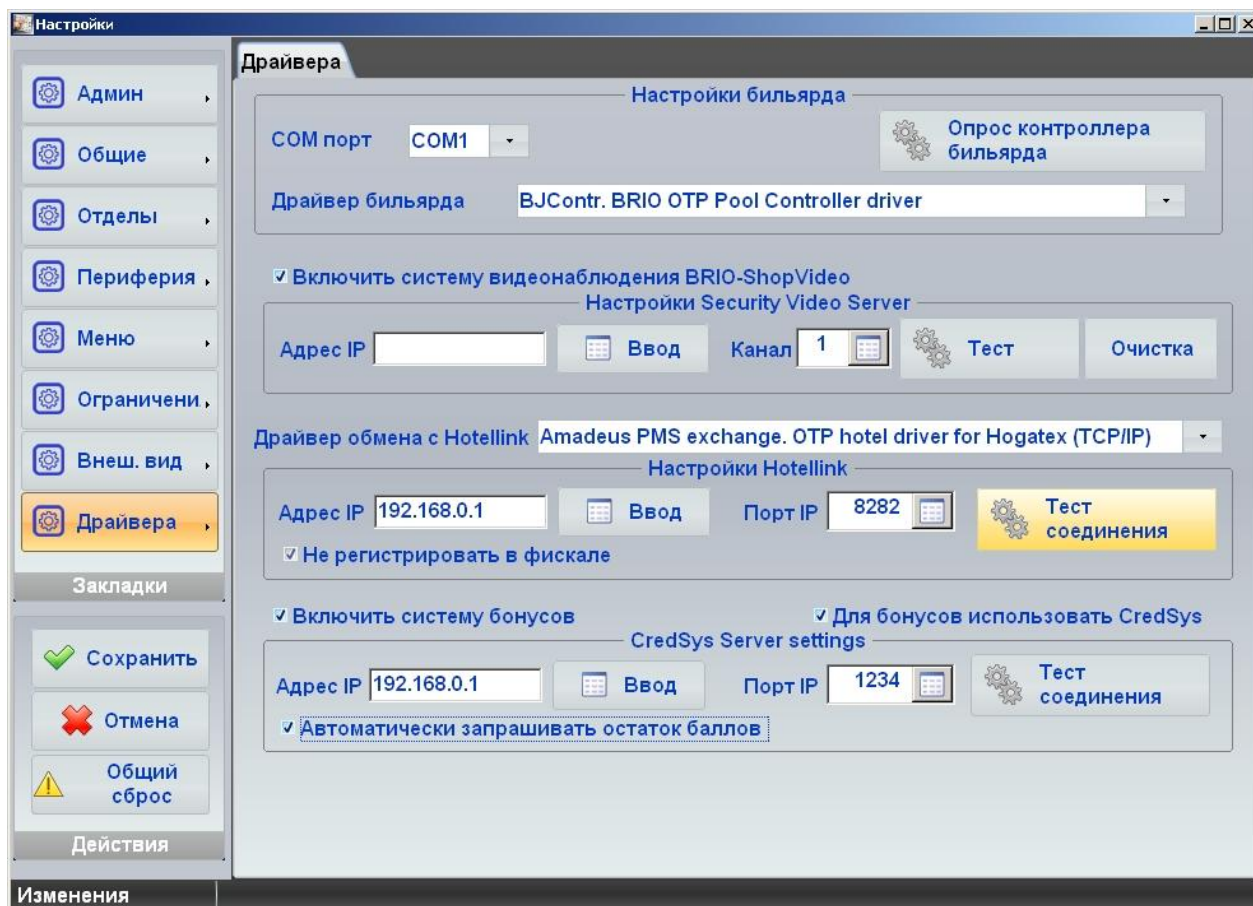 Настройки
Админ
Общие
Отделы
Периферия
Меню
Ограничени.
Внеш. вид
Драйвера
Закладки
Сохранить
Отмена
Общий
сброс
Действия
Изменения
Драйвера
Настройки бильярда
COM порт COM1
Опрос контроллера
бильярда
Драйвер бильярда BJContr. BRIO OTP Pool Controller driver
Включить систему видеонаблюдения BRIO-ShopVideo
Настройки Security Video Server
Адрес IP Ввод Канал 1 Тест Очистка
Драйвер обмена с Hotellink Amadeus PMS exchange. OTP hotel driver for Hogatex (TCP/IP)
Настройки Hotellink
Адрес IP 192.168.0.1 Ввод Порт IP 8282 Тест
соединения
Не регистрировать в фискале
Включить систему бонусов Для бонусов использовать CredSys
CredSys Server settings
Адрес IP 192.168.0.1 Ввод Порт IP 1234 Тест
соединения
Автоматически запрашивать остаток баллов